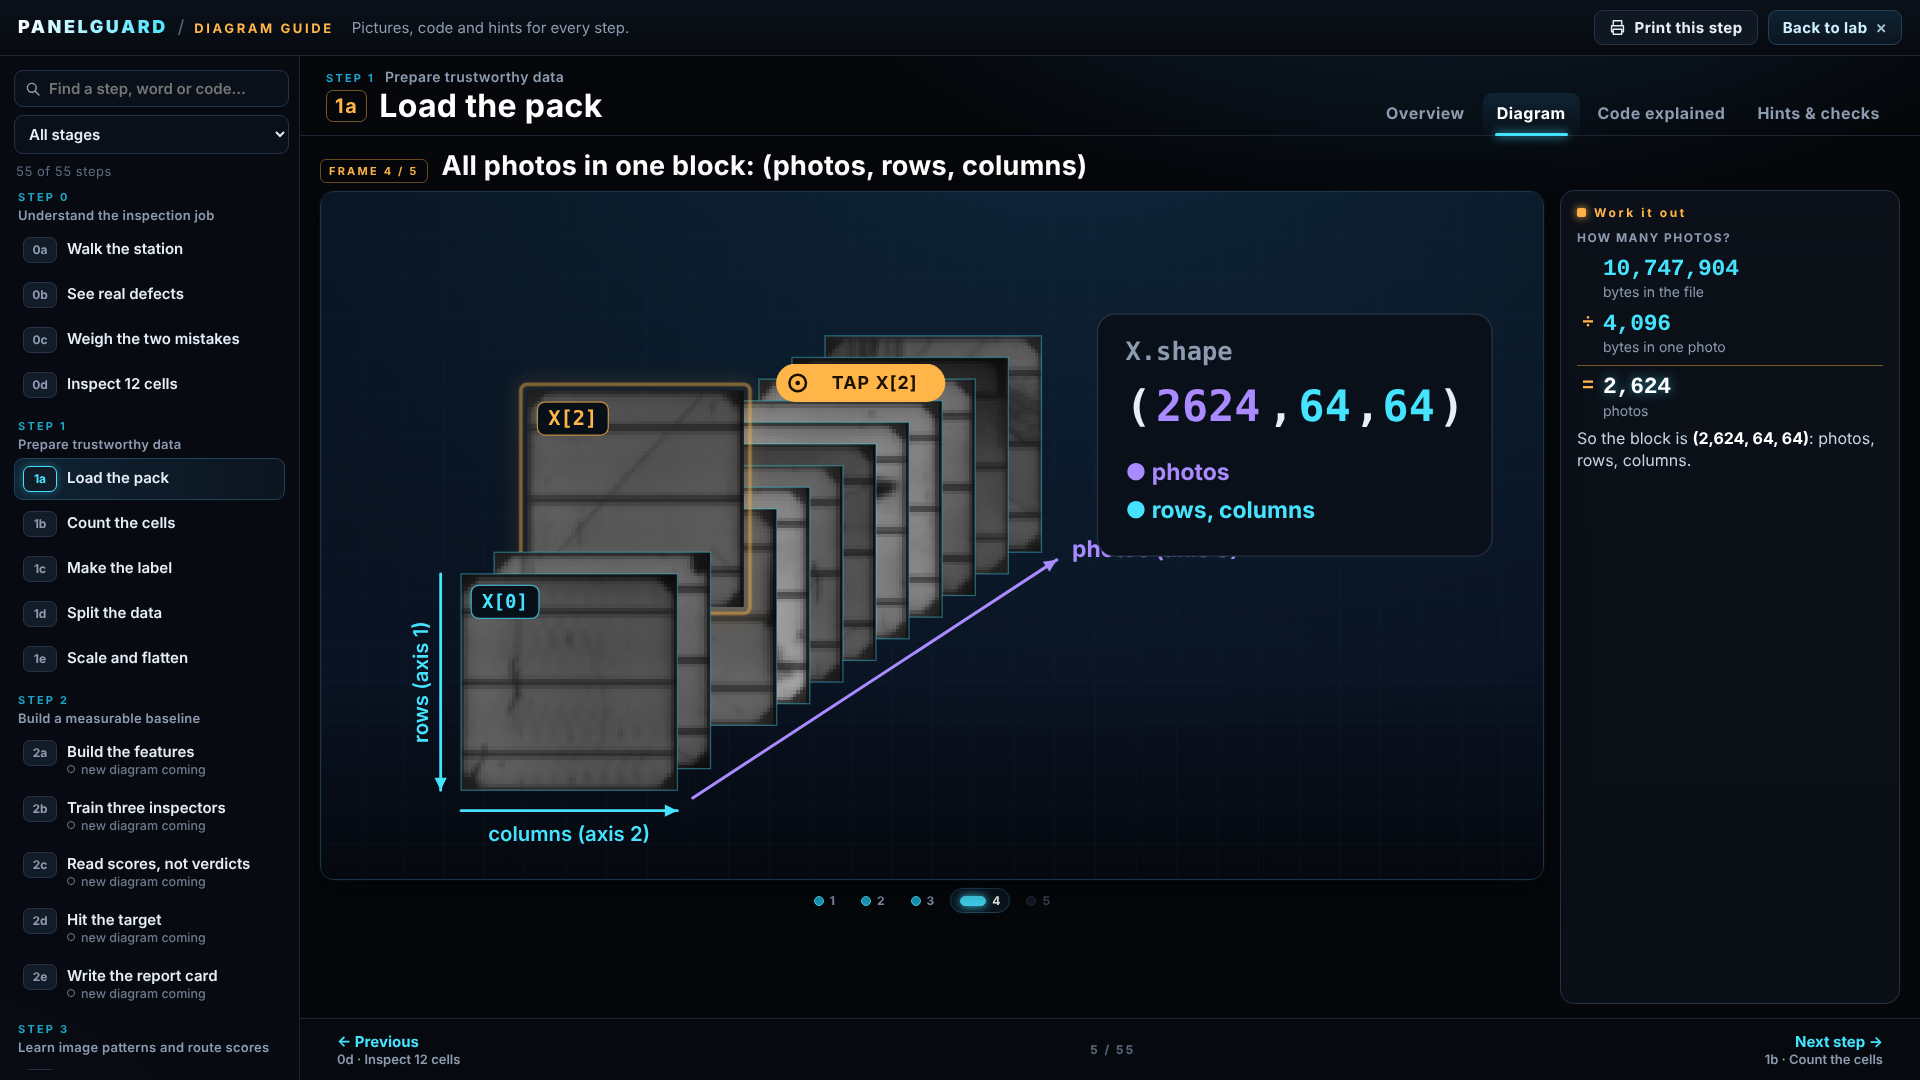 PANELGUARD / DIAGRAM GUIDE Pictures, code and hints for every step.
Print this step
Back to lab ×
Find a step, word or code...
All stages
55 of 55 steps
STEP 0
Understand the inspection job
0a Walk the station
0b See real defects
0c Weigh the two mistakes
0d Inspect 12 cells
STEP 1
Prepare trustworthy data
1a Load the pack
1b Count the cells
1c Make the label
1d Split the data
1e Scale and flatten
STEP 2
Build a measurable baseline
2a Build the features
new diagram coming
2b Train three inspectors
new diagram coming
2c Read scores, not verdicts
new diagram coming
2d Hit the target
new diagram coming
2e Write the report card
new diagram coming
STEP 3
Learn image patterns and route scores
STEP 1 Prepare trustworthy data
1a Load the pack
Overview
Diagram
Code explained
Hints & checks
FRAME 4 / 5 All photos in one block: (photos, rows, columns)
TAP X[2]
X[2]
X[0]
rows (axis 1)
columns (axis 2)
X.shape
(2624,64,64)
photos
rows, columns
1
2
3
4
5
Work it out
HOW MANY PHOTOS?
10,747,904
bytes in the file
÷ 4,096
bytes in one photo
= 2,624
photos
So the block is (2,624, 64, 64): photos,
rows, columns.
← Previous
0d · Inspect 12 cells
5 / 55
Next step →
1b · Count the cells